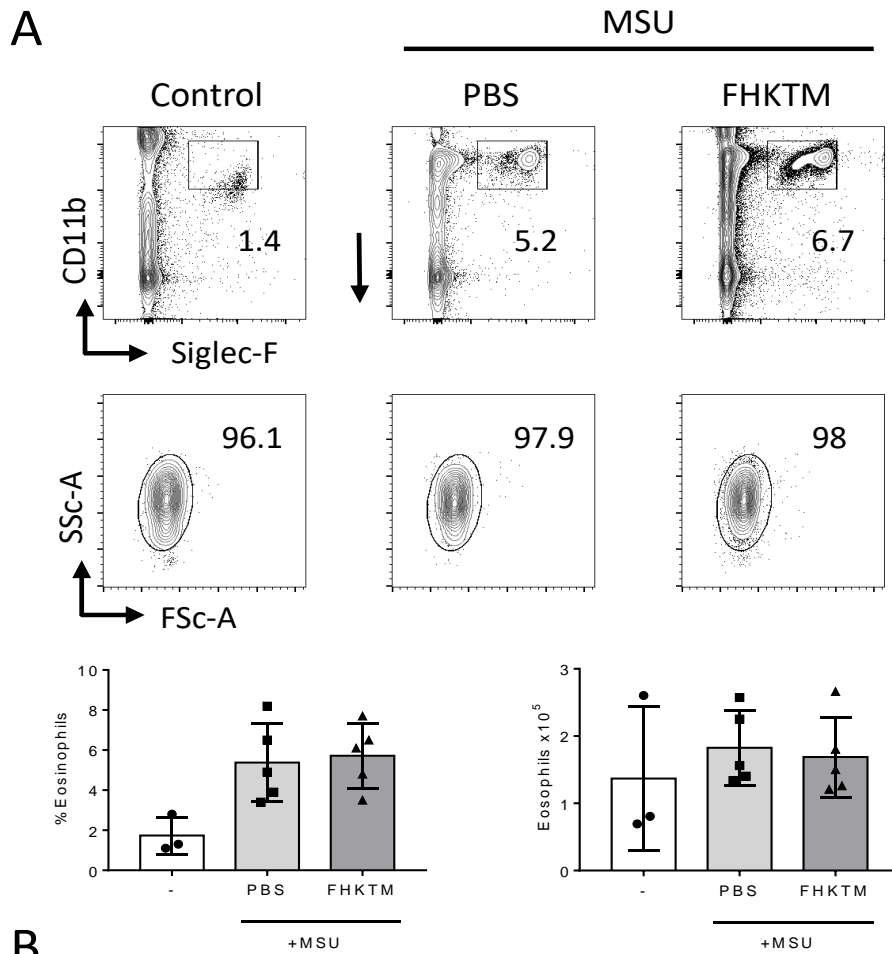 A
MSU
Control PBS FHKTM
CD11b
1.4 5.2 6.7
Siglec-F
96.1 97.9 98
SSc-A
FSc-A
% Eosinophils
10
8
6
4
2
0
- PBS FHKTM
+MSU
Eosophils x10⁵
3
2
1
0
- PBS FHKTM
+MSU
B